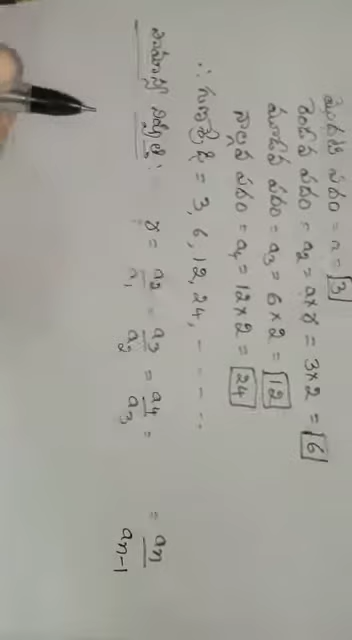 మొదటి పదం = a = 3
రెండవ పదం = a2 = a×r = 3×2 = 6
మూడవ పదం = a3 = 6×2 = 12
నాల్గవ పదం = a4 = 12×2 = 24
∴ గుణశ్రేఢి = 3, 6, 12, 24, - - - -
సామాన్య నిష్పత్తి :- r = a2/a1 = a3/a2 = a4/a3 = = an/an-1